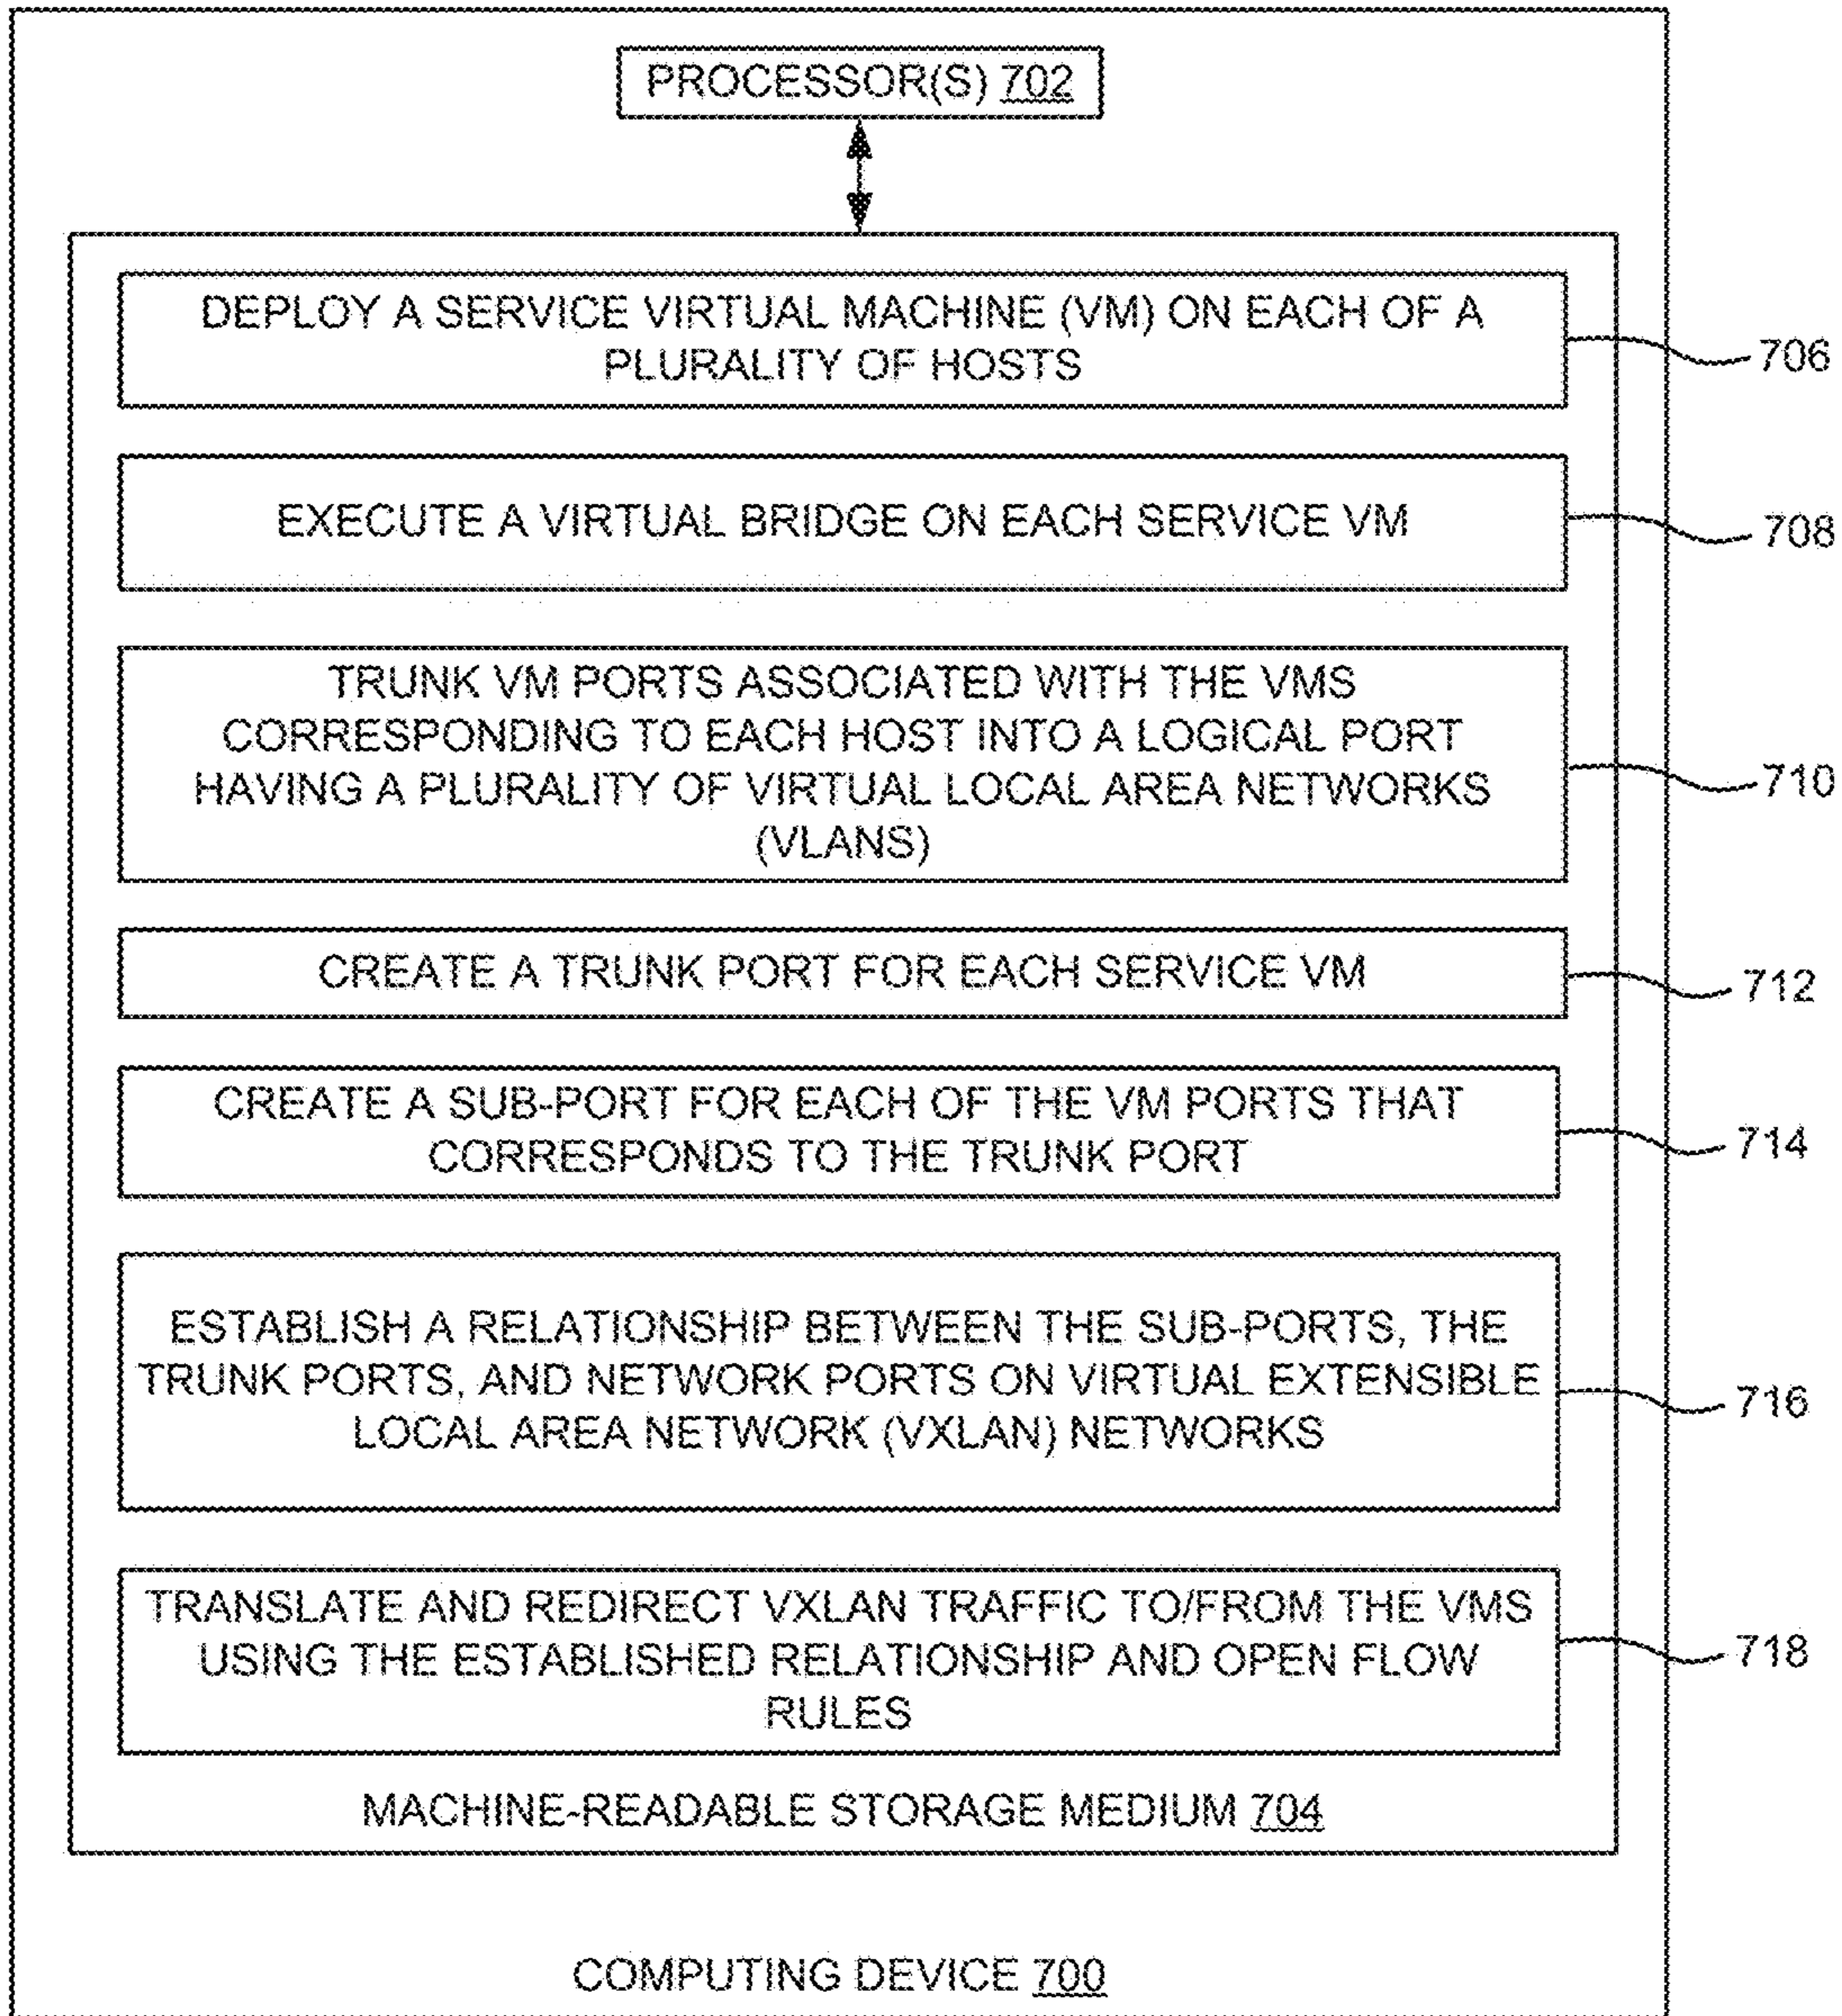 PROCESSOR(S) 702
DEPLOY A SERVICE VIRTUAL MACHINE (VM) ON EACH OF A
PLURALITY OF HOSTS
706
EXECUTE A VIRTUAL BRIDGE ON EACH SERVICE VM
708
TRUNK VM PORTS ASSOCIATED WITH THE VMS
CORRESPONDING TO EACH HOST INTO A LOGICAL PORT
HAVING A PLURALITY OF VIRTUAL LOCAL AREA NETWORKS
(VLANS)
710
CREATE A TRUNK PORT FOR EACH SERVICE VM
712
CREATE A SUB-PORT FOR EACH OF THE VM PORTS THAT
CORRESPONDS TO THE TRUNK PORT
714
ESTABLISH A RELATIONSHIP BETWEEN THE SUB-PORTS, THE
TRUNK PORTS, AND NETWORK PORTS ON VIRTUAL EXTENSIBLE
LOCAL AREA NETWORK (VXLAN) NETWORKS
716
TRANSLATE AND REDIRECT VXLAN TRAFFIC TO/FROM THE VMS
USING THE ESTABLISHED RELATIONSHIP AND OPEN FLOW
RULES
718
MACHINE-READABLE STORAGE MEDIUM 704
COMPUTING DEVICE 700